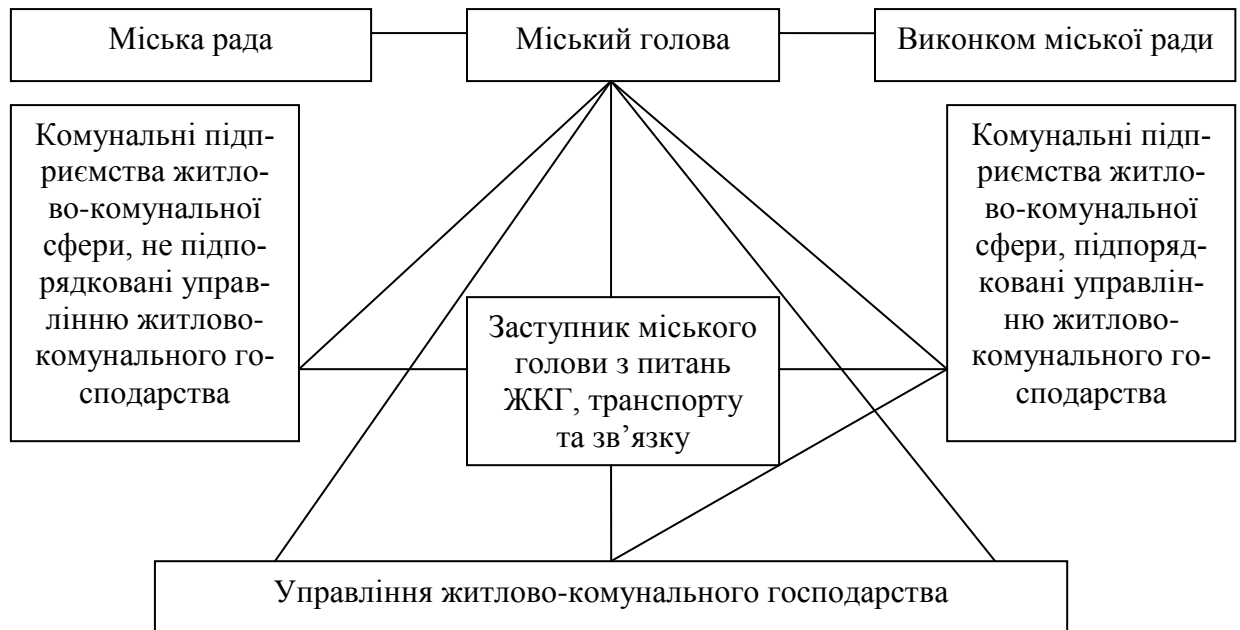 Міська рада
Міський голова
Виконком міської ради
Комунальні підп-
риємства житло-
во-комунальної
сфери, не підпо-
рядковані управ-
лінню житлово-
комунального го-
сподарства
Заступник міського
голови з питань
ЖКГ, транспорту
та зв’язку
Комунальні підп-
риємства житло-
во-комунальної
сфери, підпоряд-
ковані управлін-
ню житлово-
комунального го-
сподарства
Управління житлово-комунального господарства